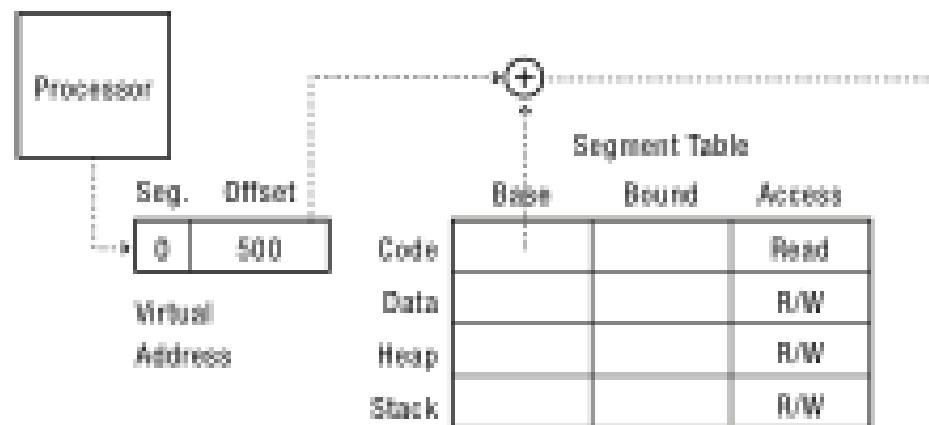 Processor
+
Segment Table
Seg. Offset
Base Bound Access
0 500
Code Read
Data R/W
Virtual
Address
Heap R/W
Stack R/W